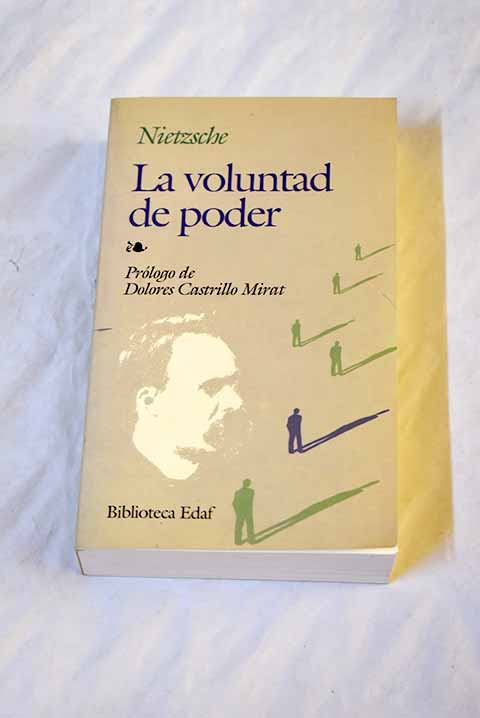 Nietzsche
La voluntad
de poder
Prólogo de
Dolores Castrillo Mirat
Biblioteca Edaf